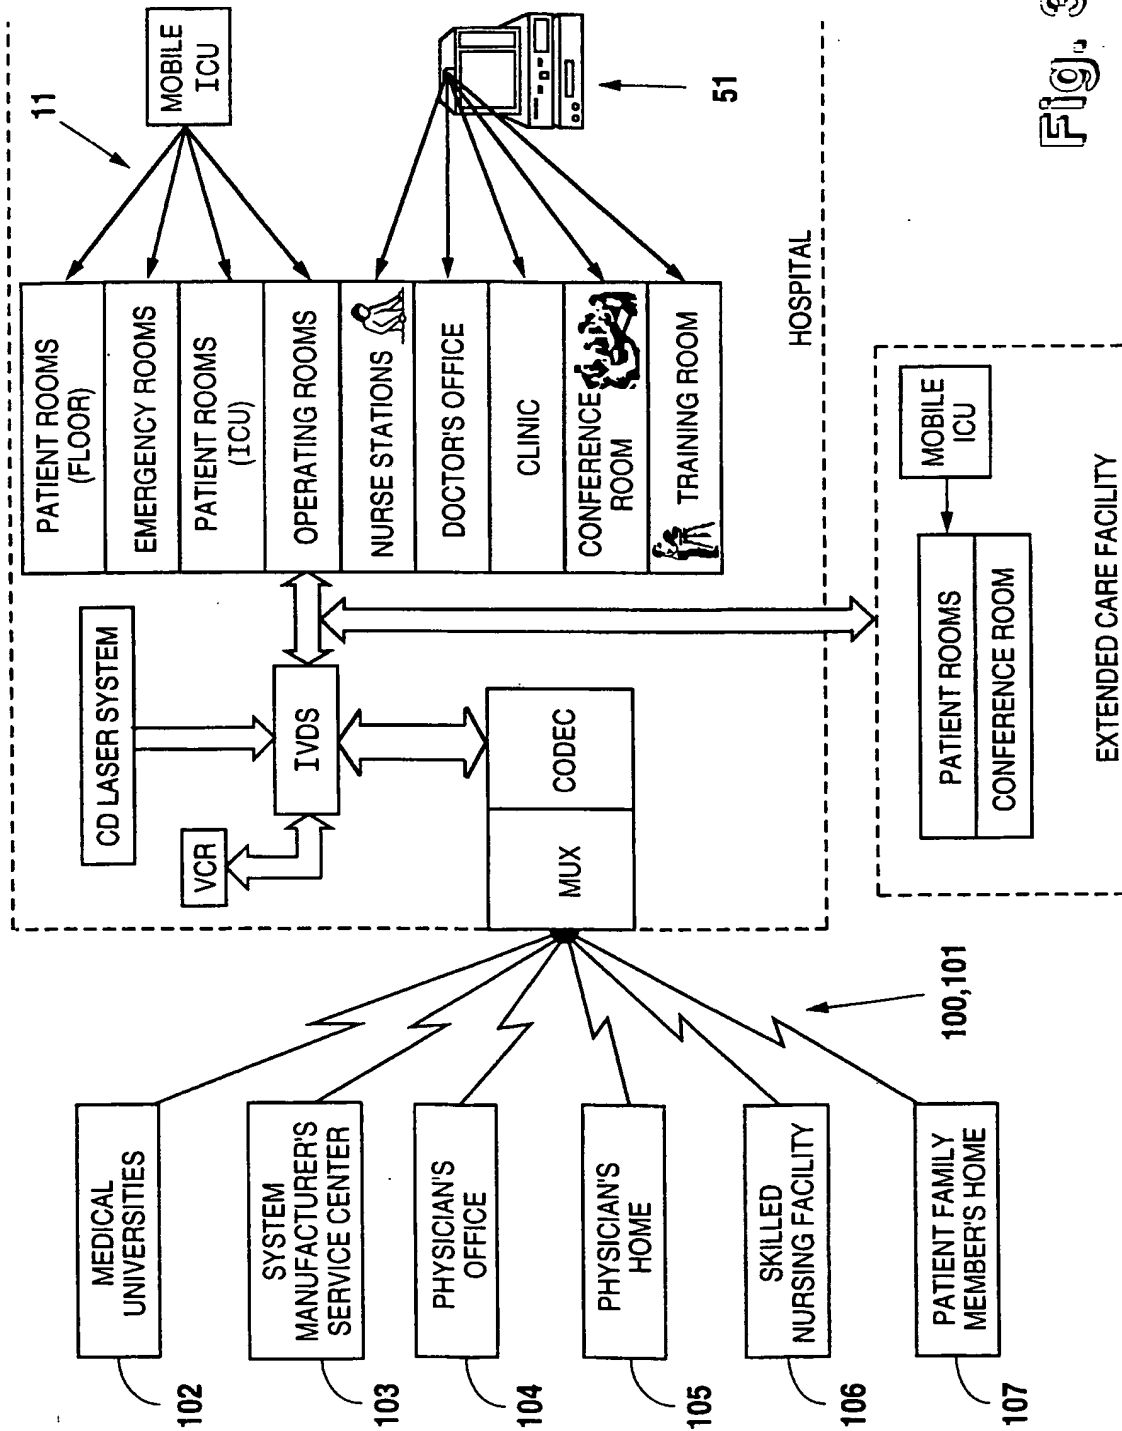 11
MOBILE
ICU
51
PATIENT ROOMS
(FLOOR)
EMERGENCY ROOMS
PATIENT ROOMS
(ICU)
OPERATING ROOMS
NURSE STATIONS
DOCTOR'S OFFICE
CLINIC
CONFERENCE
ROOM
TRAINING ROOM
HOSPITAL
CD LASER SYSTEM
VCR
IVDS
MUX
CODEC
MOBILE
ICU
PATIENT ROOMS
CONFERENCE ROOM
EXTENDED CARE FACILITY
100,101
MEDICAL
UNIVERSITIES
102
SYSTEM
MANUFACTURER'S
SERVICE CENTER
103
PHYSICIAN'S
OFFICE
104
PHYSICIAN'S
HOME
105
SKILLED
NURSING FACILITY
106
PATIENT FAMILY
MEMBER'S HOME
107
Fig. 3